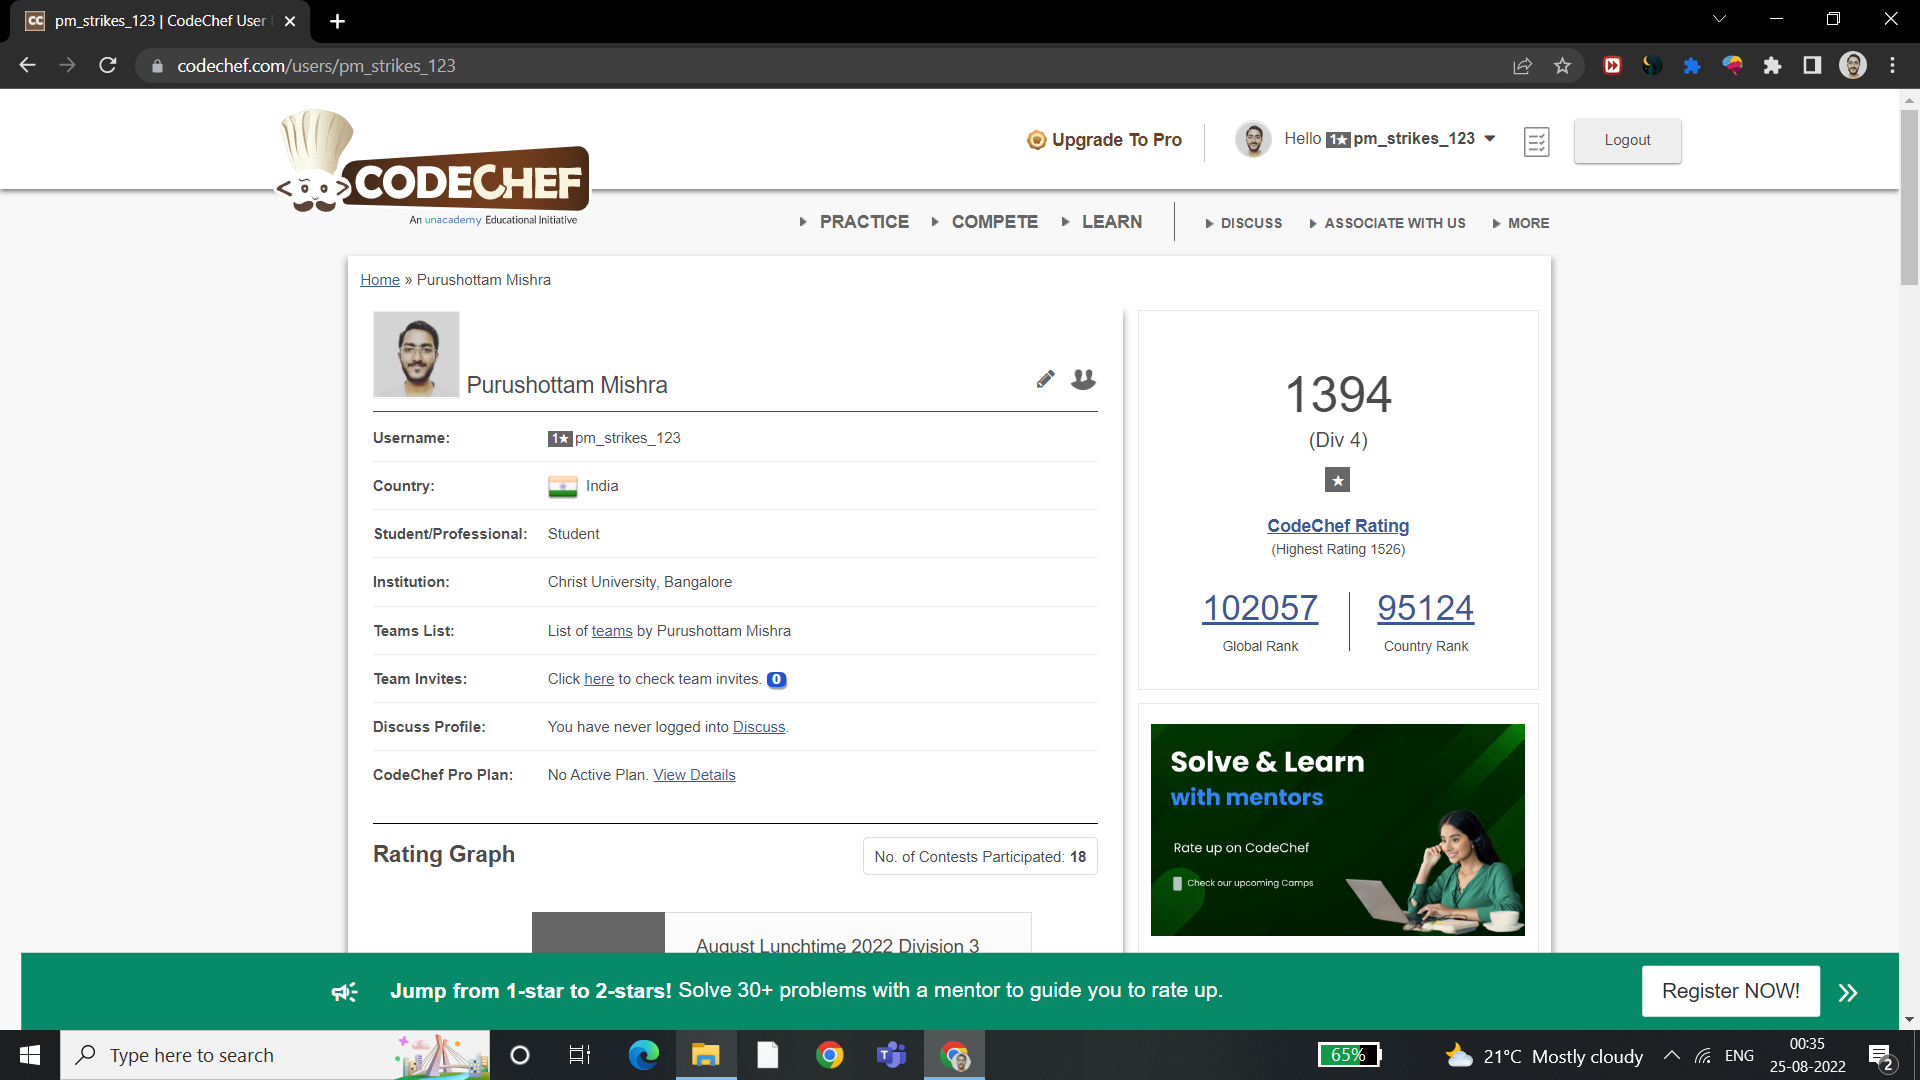 pm_strikes_123 | CodeChef User
codechef.com/users/pm_strikes_123
Upgrade To Pro
Hello 1★ pm_strikes_123
Logout
CODECHEF
An unacademy Educational Initiative
PRACTICE COMPETE LEARN DISCUSS ASSOCIATE WITH US MORE
Home » Purushottam Mishra
Purushottam Mishra
Username: 1★ pm_strikes_123
Country: India
Student/Professional: Student
Institution: Christ University, Bangalore
Teams List: List of teams by Purushottam Mishra
Team Invites: Click here to check team invites. 0
Discuss Profile: You have never logged into Discuss.
CodeChef Pro Plan: No Active Plan. View Details
Rating Graph
No. of Contests Participated: 18
August Lunchtime 2022 Division 3
1394
(Div 4)
★
CodeChef Rating
(Highest Rating 1526)
102057
Global Rank
95124
Country Rank
Solve & Learn
with mentors
Rate up on CodeChef
Check our upcoming Camps
Jump from 1-star to 2-stars! Solve 30+ problems with a mentor to guide you to rate up.
Register NOW!
Type here to search
65%
21°C Mostly cloudy
ENG
00:35
25-08-2022
2